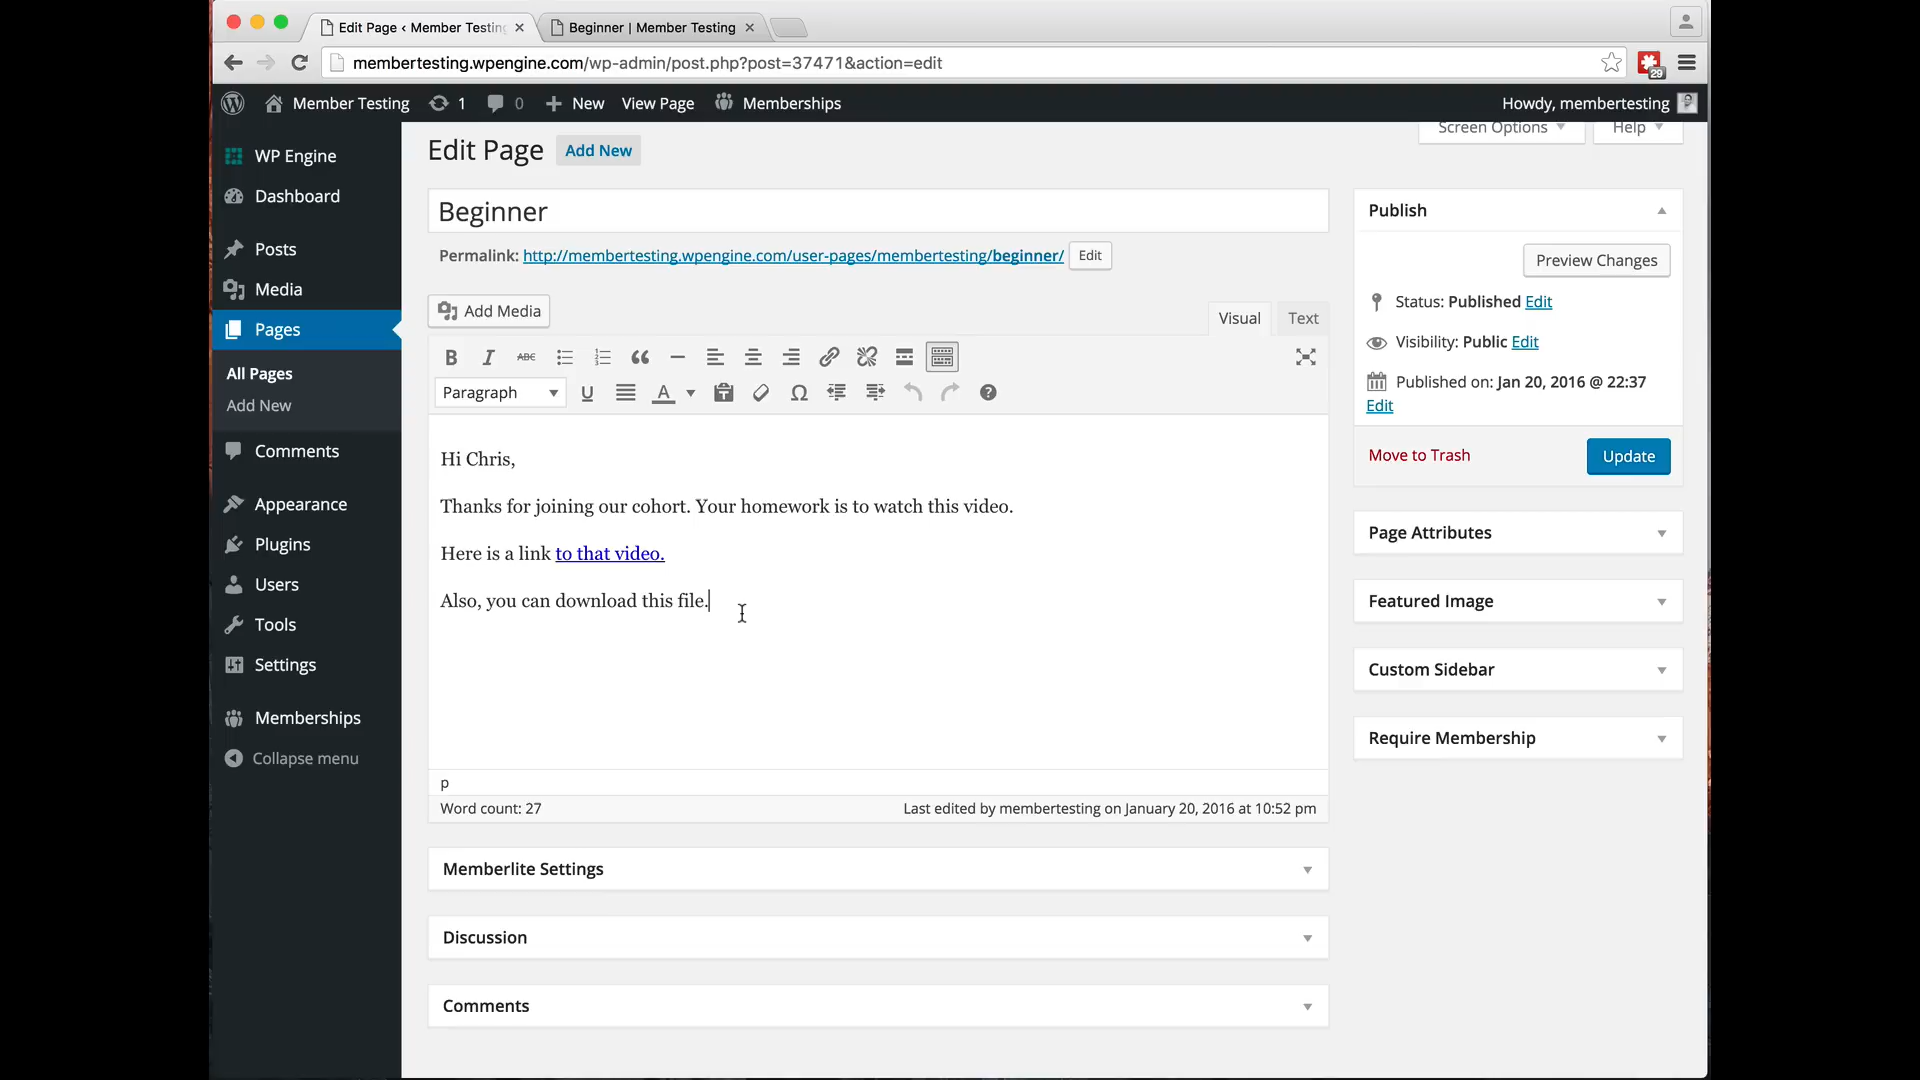 Edit Page ‹ Member Testing
Beginner | Member Testing
membertesting.wpengine.com/wp-admin/post.php?post=37471&action=edit
29
Member Testing 1 0 New View Page Memberships
Howdy, membertesting
Screen Options Help
WP Engine
Dashboard
Posts
Media
Pages
All Pages
Add New
Comments
Appearance
Plugins
Users
Tools
Settings
Memberships
Collapse menu
Edit Page Add New
Beginner
Permalink: http://membertesting.wpengine.com/user-pages/membertesting/beginner/ Edit
Add Media
Visual Text
B I ABC
Paragraph U A Ω
Hi Chris,
Thanks for joining our cohort. Your homework is to watch this video.
Here is a link to that video.
Also, you can download this file.
p
Word count: 27
Last edited by membertesting on January 20, 2016 at 10:52 pm
Memberlite Settings
Discussion
Comments
Publish
Preview Changes
Status: Published Edit
Visibility: Public Edit
Published on: Jan 20, 2016 @ 22:37
Edit
Move to Trash Update
Page Attributes
Featured Image
Custom Sidebar
Require Membership